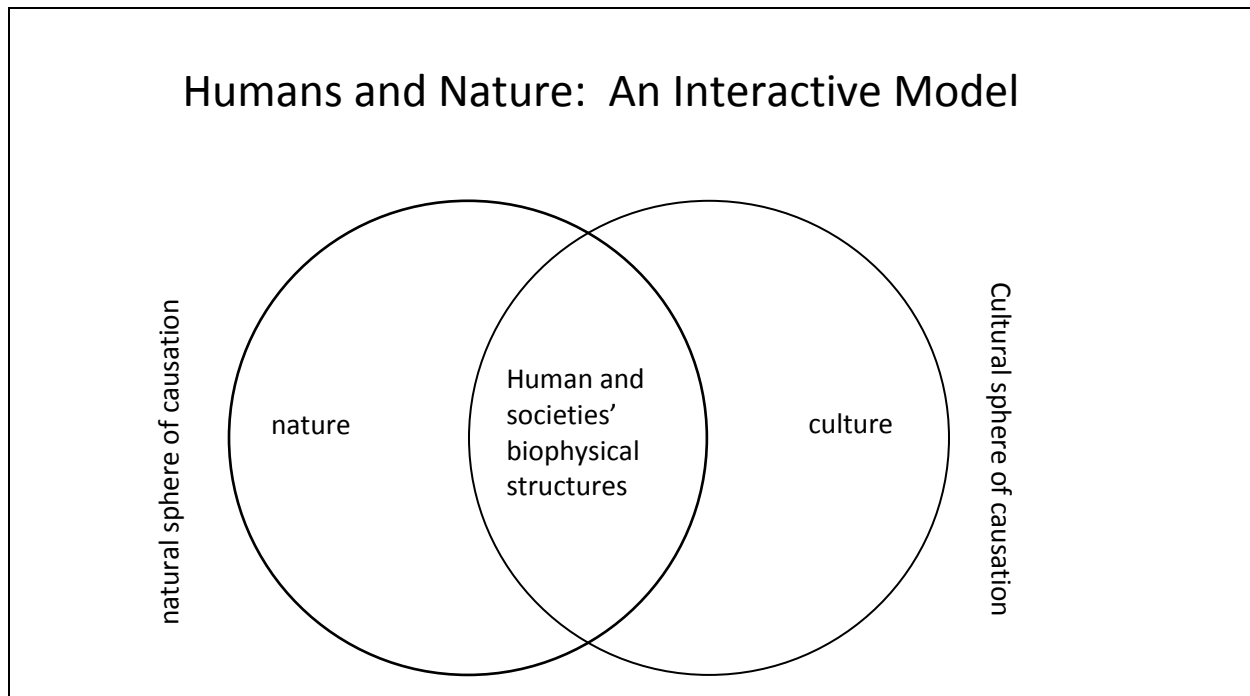 Humans and Nature: An Interactive Model
natural sphere of causation
nature
Human and
societies’
biophysical
structures
culture
Cultural sphere of causation